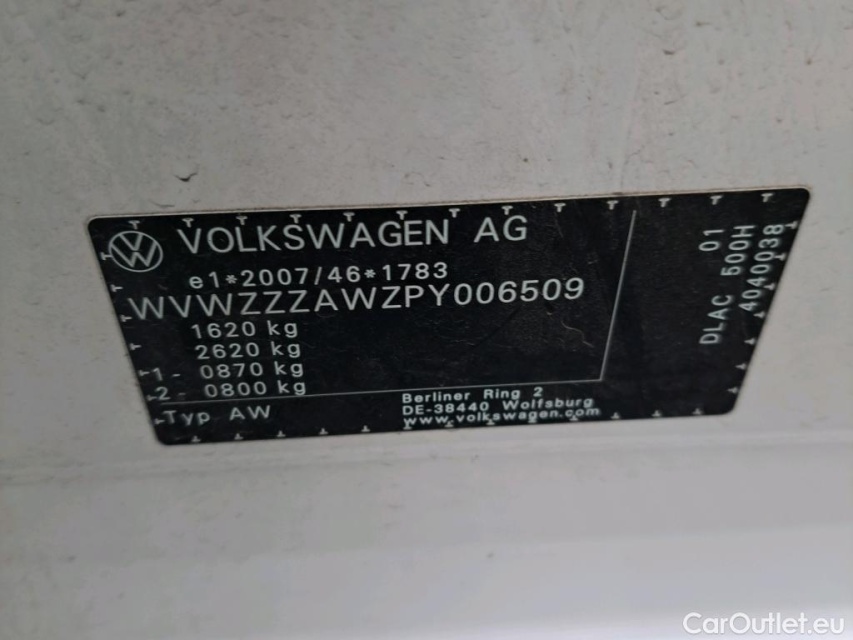 VOLKSWAGEN AG
e1*2007/46*1783
WVWZZZAWZPY006509
1620 kg
2620 kg
1- 0870 kg
2- 0800 kg
Typ AW
Berliner Ring 2
DE-38440 Wolfsburg
www.volkswagen.com
01
DLAC 500H
4040038
CarOutlet.eu